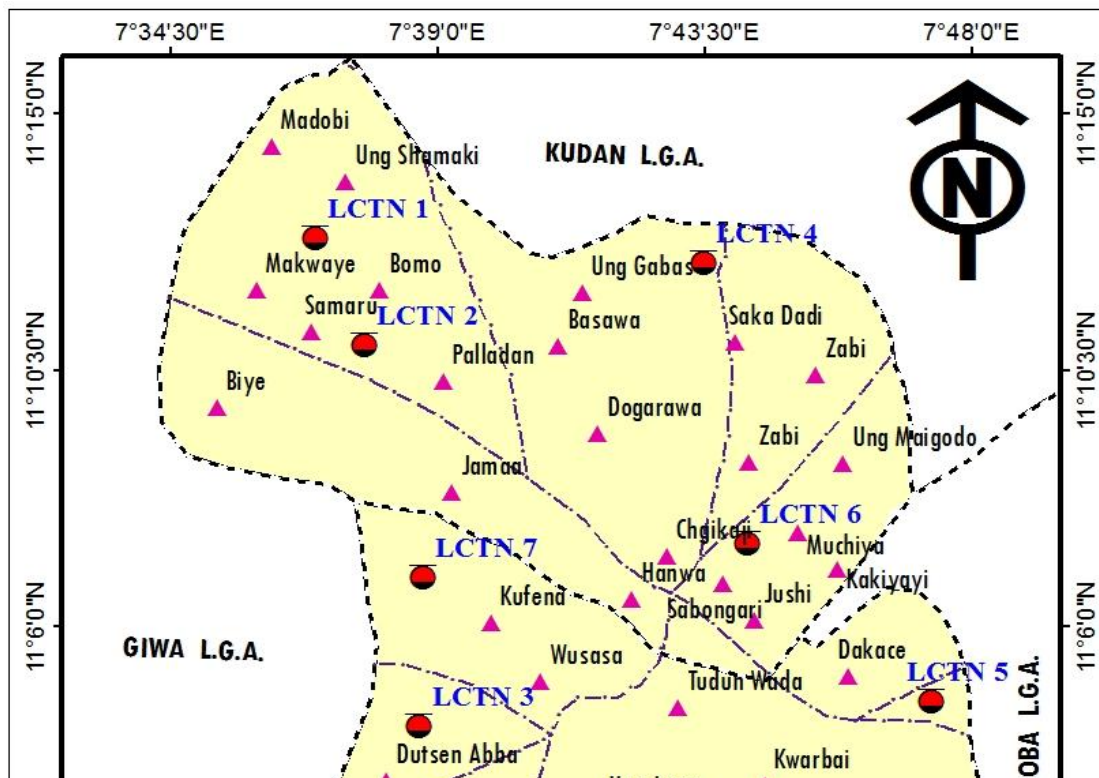 7°34'30"E 7°39'0"E 7°43'30"E 7°48'0"E
11°15'0"N 11°15'0"N
Madobi
Ung Shamaki
KUDAN L.G.A.
N
LCTN 1
LCTN 4
Makwaye Bomo Ung Gabas
Samaru LCTN 2 Basawa Saka Dadi
11°10'30"N 11°10'30"N
Palladan Zabi
Biye
Dogarawa
Zabi Ung Maigodo
Jamaa
LCTN 6
Chgikaji
LCTN 7 Muchiya
Hanwa Kakiyayi
Kufena Sabongari Jushi
11°6'0"N 11°6'0"N
GIWA L.G.A.
Wusasa Dakace
Tuduh Wada LCTN 5
LCTN 3
OBA L.G.A.
Dutsen Abba Kwarbai